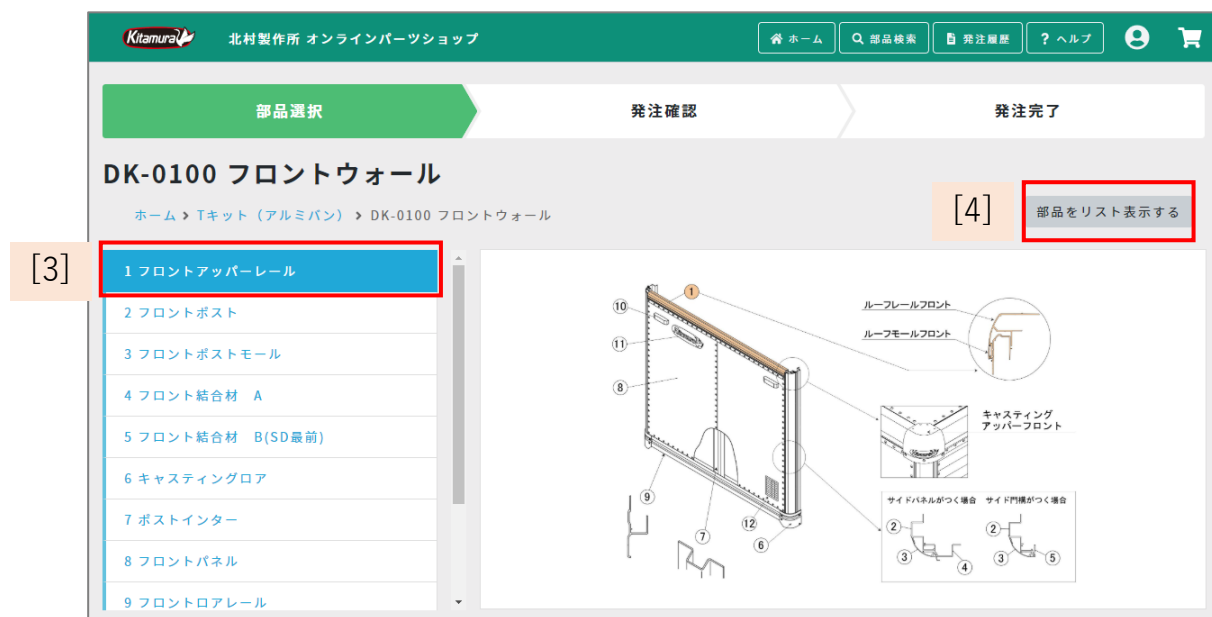 Kitamura
北村製作所 オンラインパーツショップ
ホーム
部品検索
発注履歴
? ヘルプ
部品選択
発注確認
発注完了
DK-0100 フロントウォール
ホーム > Tキット（アルミバン） > DK-0100 フロントウォール
[4]
部品をリスト表示する
[3]
1 フロントアッパーレール
2 フロントポスト
3 フロントポストモール
4 フロント結合材　A
5 フロント結合材　B(SD最前)
6 キャスティングロア
7 ポストインター
8 フロントパネル
9 フロントロアレール
1
10
11
8
9
7
12
6
ルーフレールフロント
ルーフモールフロント
キャスティング
アッパーフロント
サイドパネルがつく場合
サイド門構がつく場合
2
3
4
2
3
5